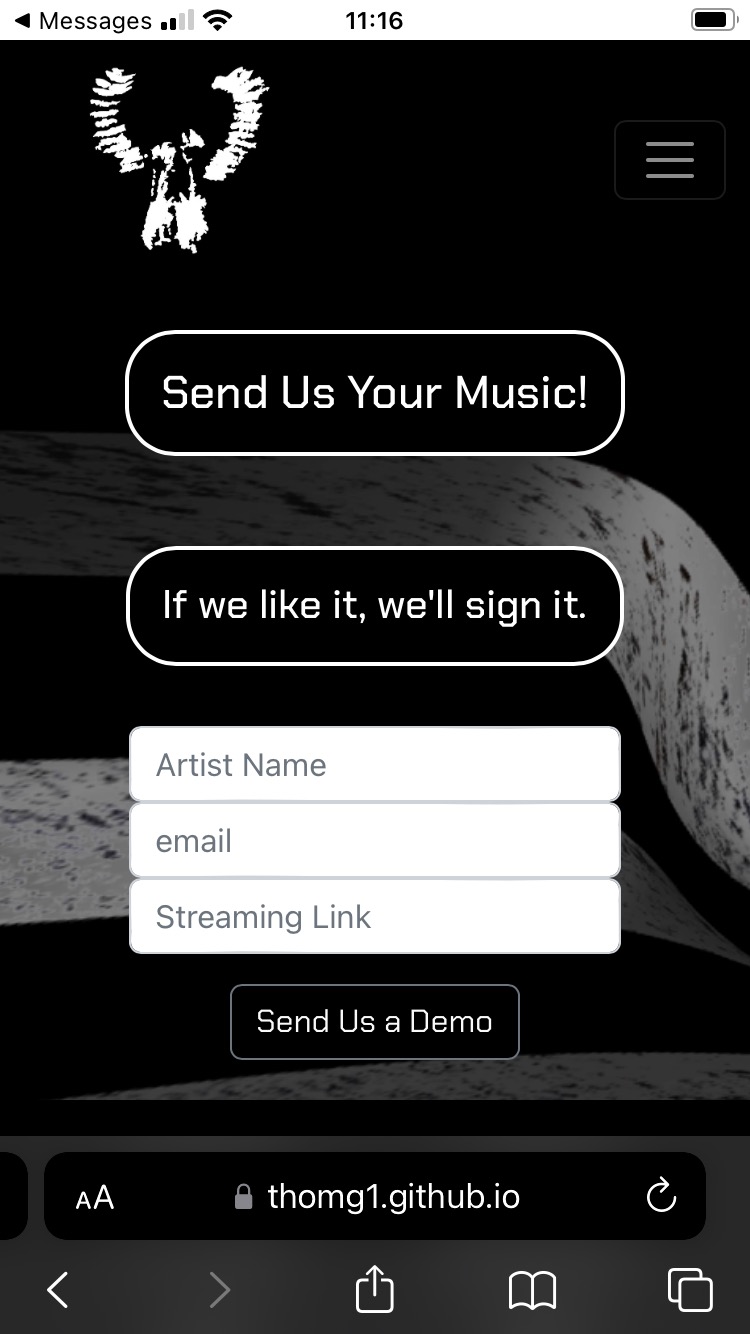 Messages 11:16
Send Us Your Music!
If we like it, we'll sign it.
Artist Name
email
Streaming Link
Send Us a Demo
AA thomg1.github.io